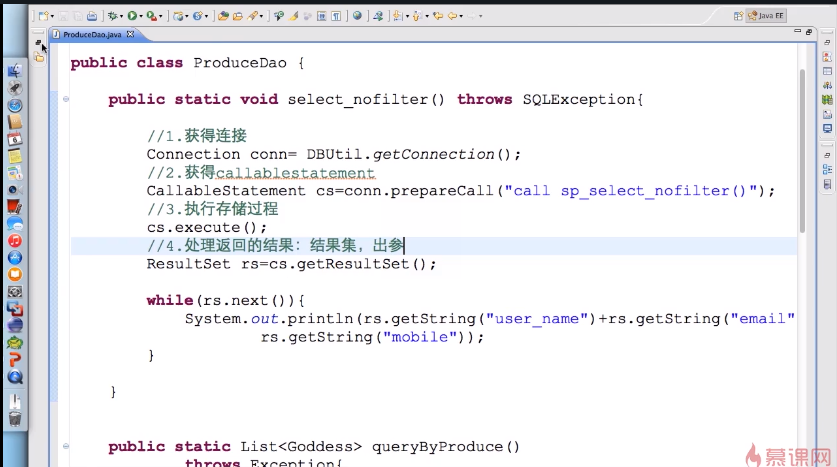 ProduceDao.java
Java EE
public class ProduceDao {
public static void select_nofilter() throws SQLException{
//1.获得连接
Connection conn= DBUtil.getConnection();
//2.获得callablestatement
CallableStatement cs=conn.prepareCall("call sp_select_nofilter()");
//3.执行存储过程
cs.execute();
//4.处理返回的结果：结果集，出参
ResultSet rs=cs.getResultSet();
while(rs.next()){
System.out.println(rs.getString("user_name")+rs.getString("email"
rs.getString("mobile"));
}
}
public static List<Goddess> queryByProduce()
throws Exception{
慕课网